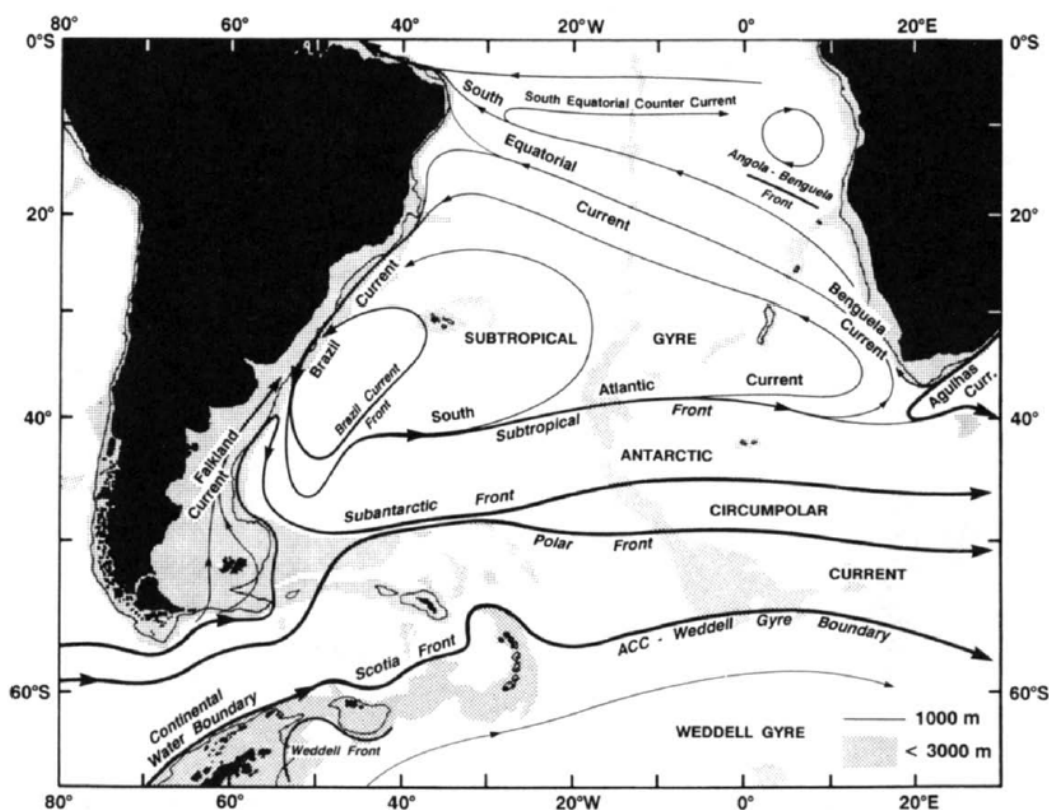 80° 60° 40° 20°W 0° 20°E
0°S 0°S
South
South Equatorial Counter Current
Equatorial
Angola - Benguela
Front
20° 20°
Current
Current
Benguela
Current
SUBTROPICAL GYRE
Brazil
Brazil Current
Front
Agulhas
Curr.
South Atlantic Current
Subtropical Front
40° 40°
Falkland
Current
ANTARCTIC
Subantarctic Front
CIRCUMPOLAR
Polar Front
CURRENT
ACC - Weddell Gyre Boundary
Scotia Front
60°S 60°S
Continental
Water Boundary
Weddell Front
WEDDELL GYRE
1000 m
< 3000 m
80° 60° 40° 20°W 0° 20°E